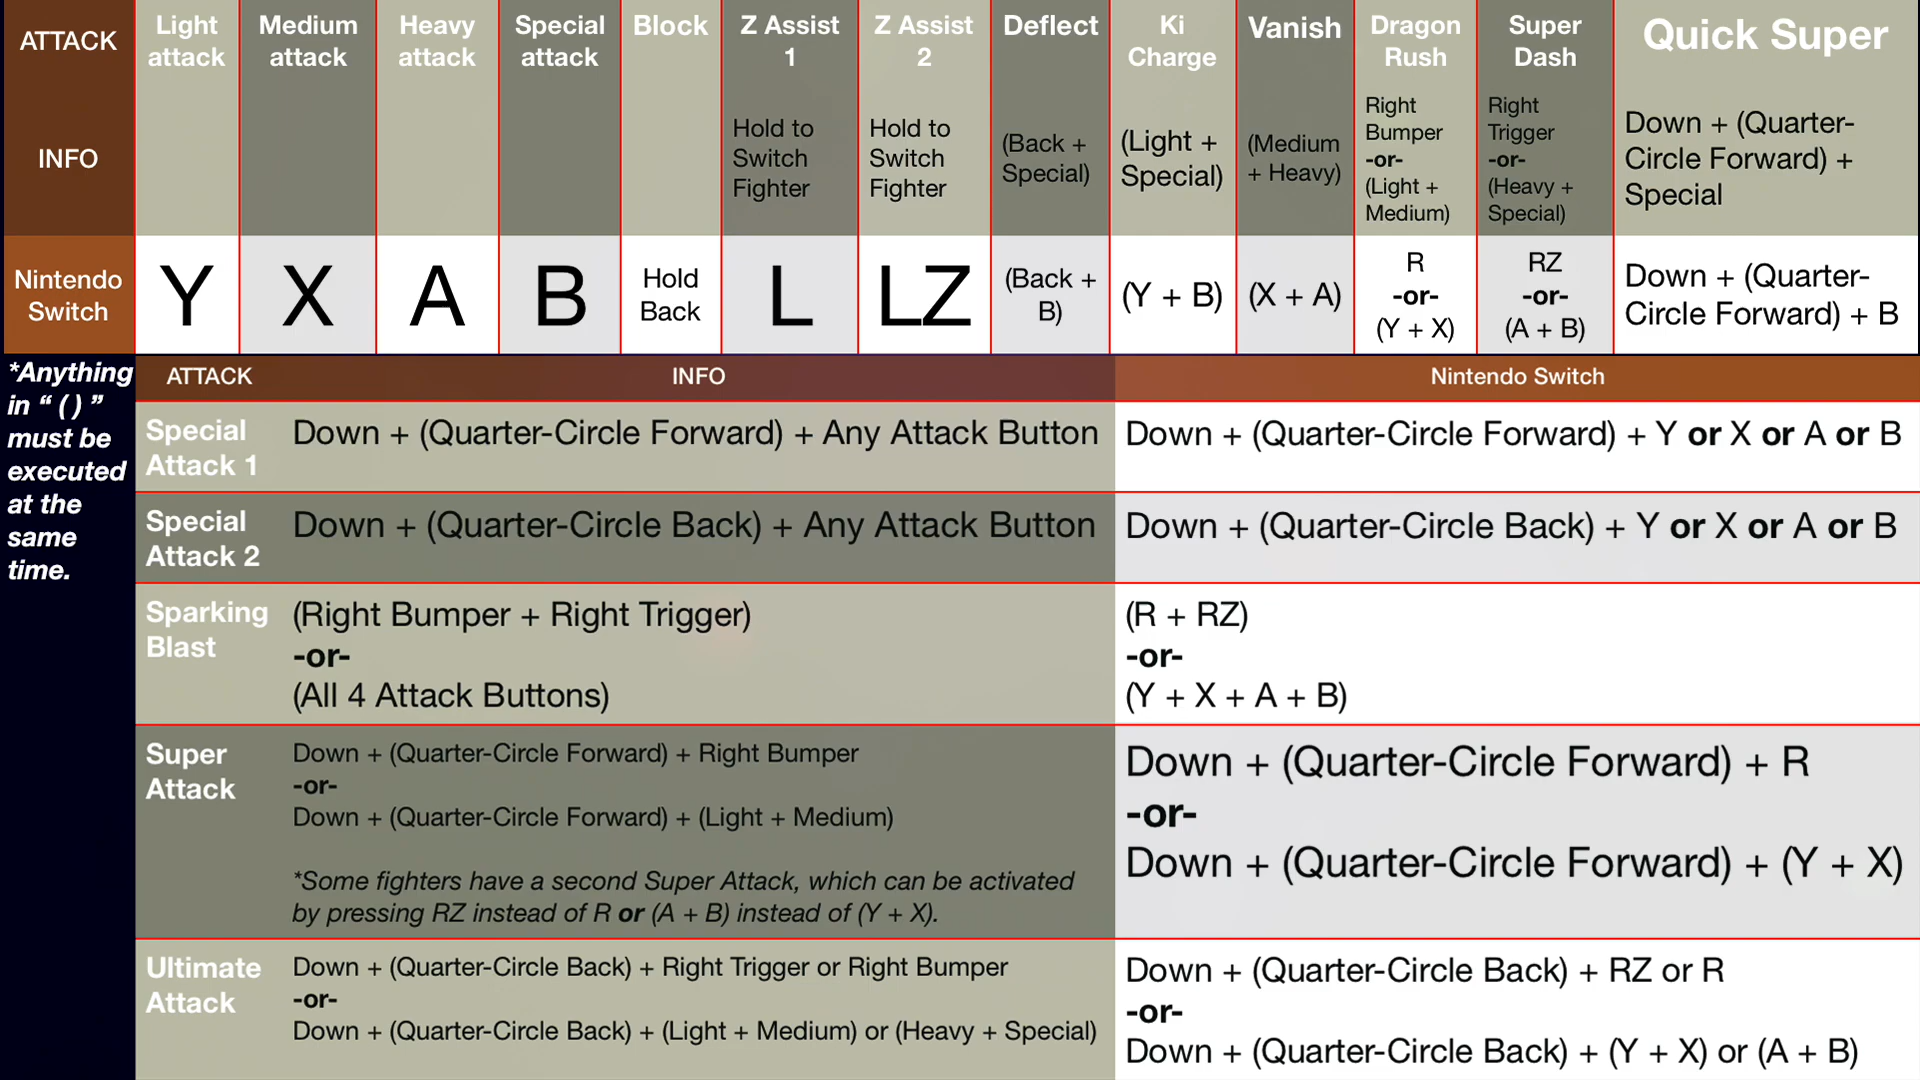 ATTACK
Light
attack
Medium
attack
Heavy
attack
Special
attack
Block
Z Assist
1
Z Assist
2
Deflect
Ki
Charge
Vanish
Dragon
Rush
Super
Dash
Quick Super
INFO
Hold to
Switch
Fighter
Hold to
Switch
Fighter
(Back +
Special)
(Light +
Special)
(Medium
+ Heavy)
Right
Bumper
-or-
(Light +
Medium)
Right
Trigger
-or-
(Heavy +
Special)
Down + (Quarter-
Circle Forward) +
Special
Nintendo
Switch
Y
X
A
B
Hold
Back
L
LZ
(Back +
B)
(Y + B)
(X + A)
R
-or-
(Y + X)
RZ
-or-
(A + B)
Down + (Quarter-
Circle Forward) + B
*Anything
in “ ( ) ”
must be
executed
at the
same
time.
ATTACK
INFO
Nintendo Switch
Special
Attack 1
Down + (Quarter-Circle Forward) + Any Attack Button
Down + (Quarter-Circle Forward) + Y or X or A or B
Special
Attack 2
Down + (Quarter-Circle Back) + Any Attack Button
Down + (Quarter-Circle Back) + Y or X or A or B
Sparking
Blast
(Right Bumper + Right Trigger)
-or-
(All 4 Attack Buttons)
(R + RZ)
-or-
(Y + X + A + B)
Super
Attack
Down + (Quarter-Circle Forward) + Right Bumper
-or-
Down + (Quarter-Circle Forward) + (Light + Medium)
*Some fighters have a second Super Attack, which can be activated
by pressing RZ instead of R or (A + B) instead of (Y + X).
Down + (Quarter-Circle Forward) + R
-or-
Down + (Quarter-Circle Forward) + (Y + X)
Ultimate
Attack
Down + (Quarter-Circle Back) + Right Trigger or Right Bumper
-or-
Down + (Quarter-Circle Back) + (Light + Medium) or (Heavy + Special)
Down + (Quarter-Circle Back) + RZ or R
-or-
Down + (Quarter-Circle Back) + (Y + X) or (A + B)